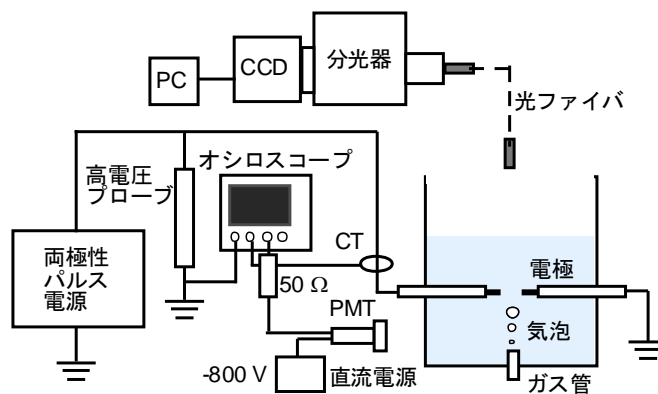 PC
CCD
分光器
光ファイバ
高電圧
プローブ
オシロスコープ
両極性
パルス
電源
CT
50 Ω
PMT
-800 V
直流電源
電極
気泡
ガス管